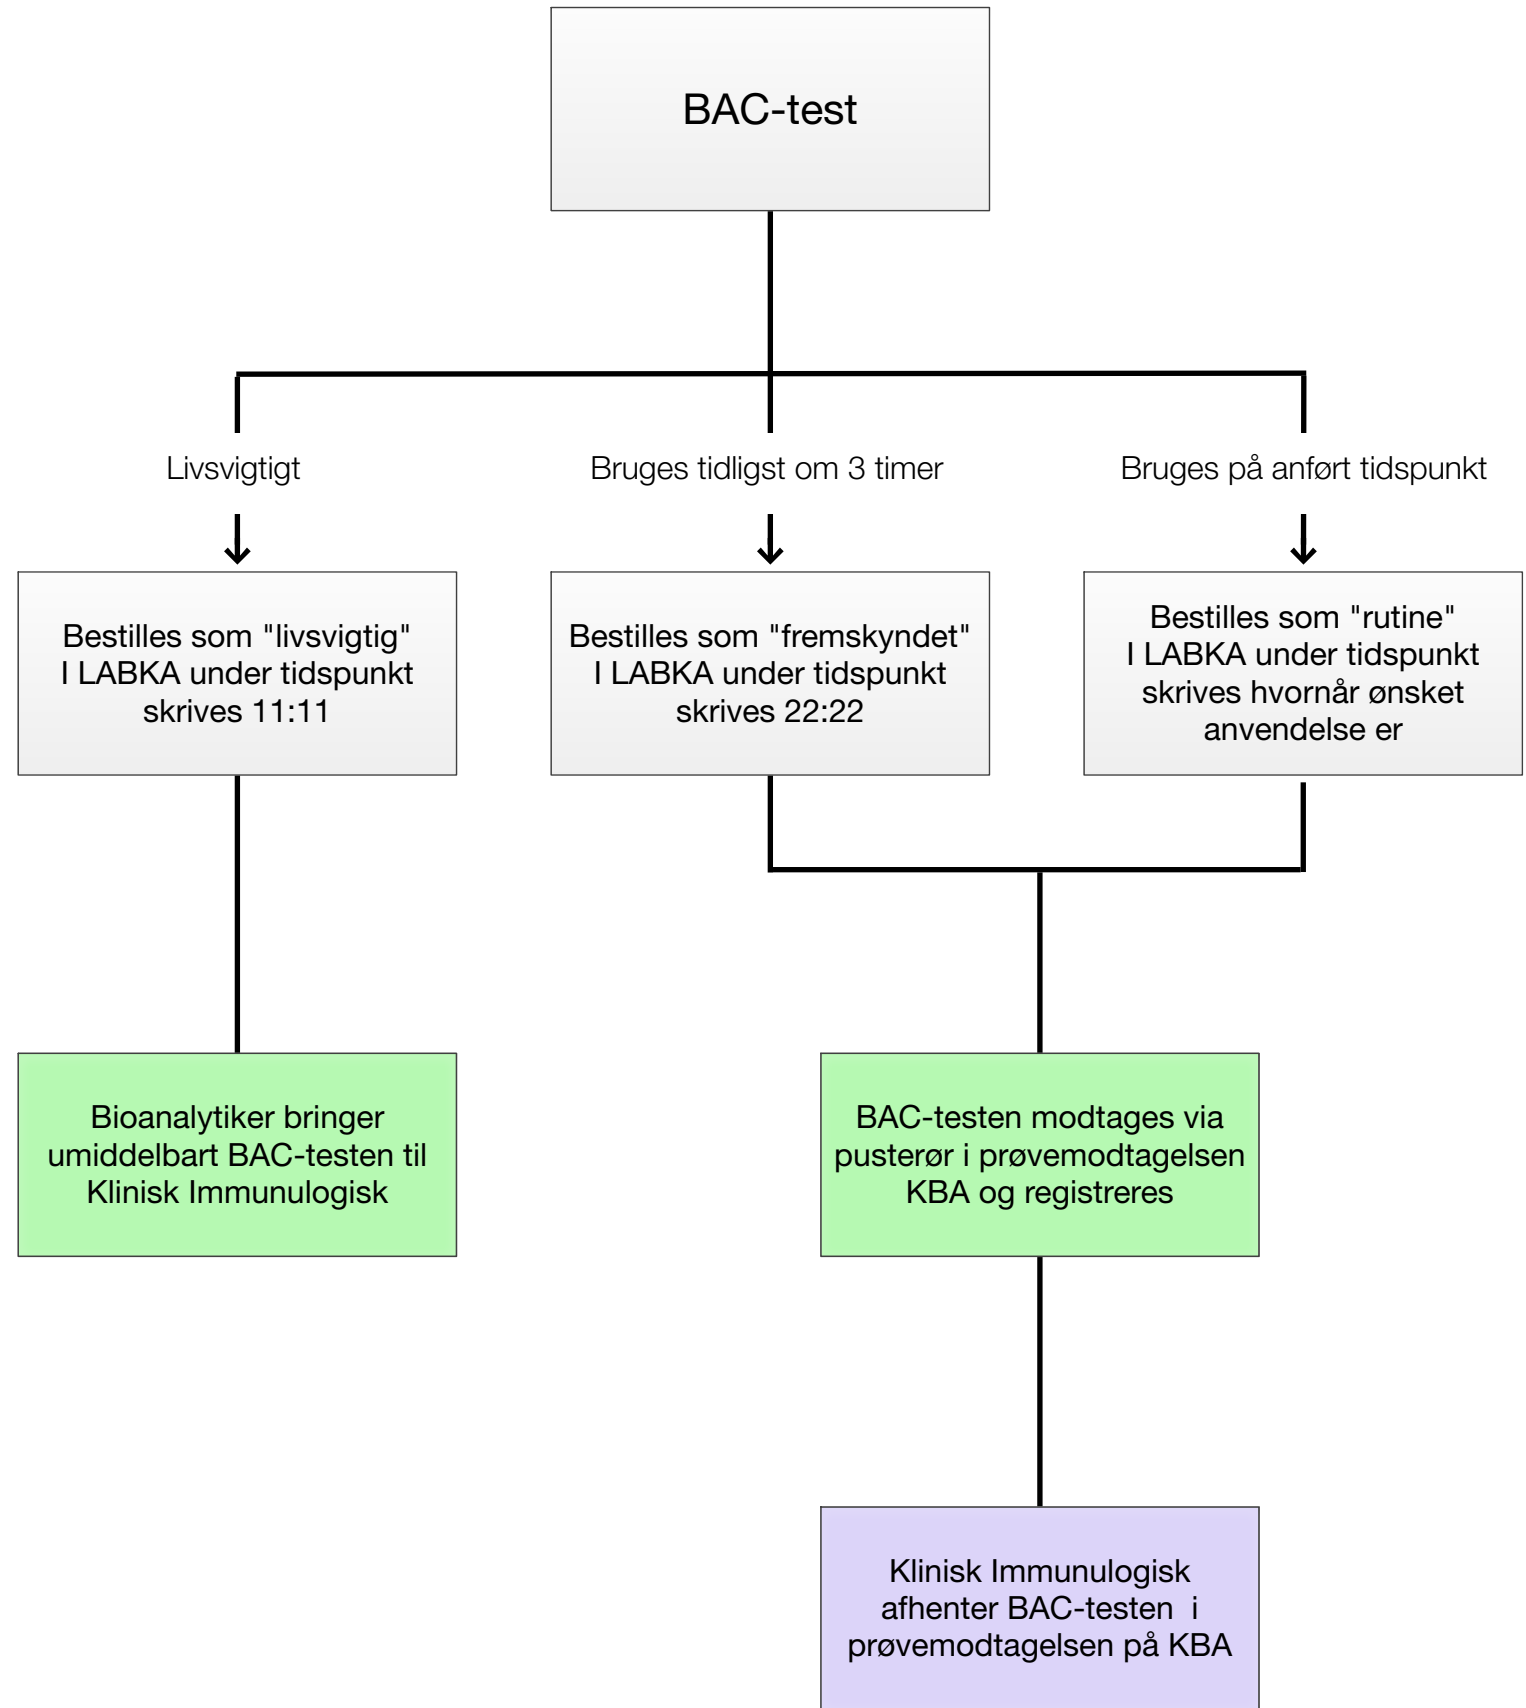 BAC-test
Livsvigtigt
Bruges tidligst om 3 timer
Bruges på anført tidspunkt
Bestilles som "livsvigtig"
I LABKA under tidspunkt
skrives 11:11
Bestilles som "fremskyndet"
I LABKA under tidspunkt
skrives 22:22
Bestilles som "rutine"
I LABKA under tidspunkt
skrives hvornår ønsket
anvendelse er
Bioanalytiker bringer
umiddelbart BAC-testen til
Klinisk Immunulogisk
BAC-testen modtages via
pusterør i prøvemodtagelsen
KBA og registreres
Klinisk Immunulogisk
afhenter BAC-testen i
prøvemodtagelsen på KBA